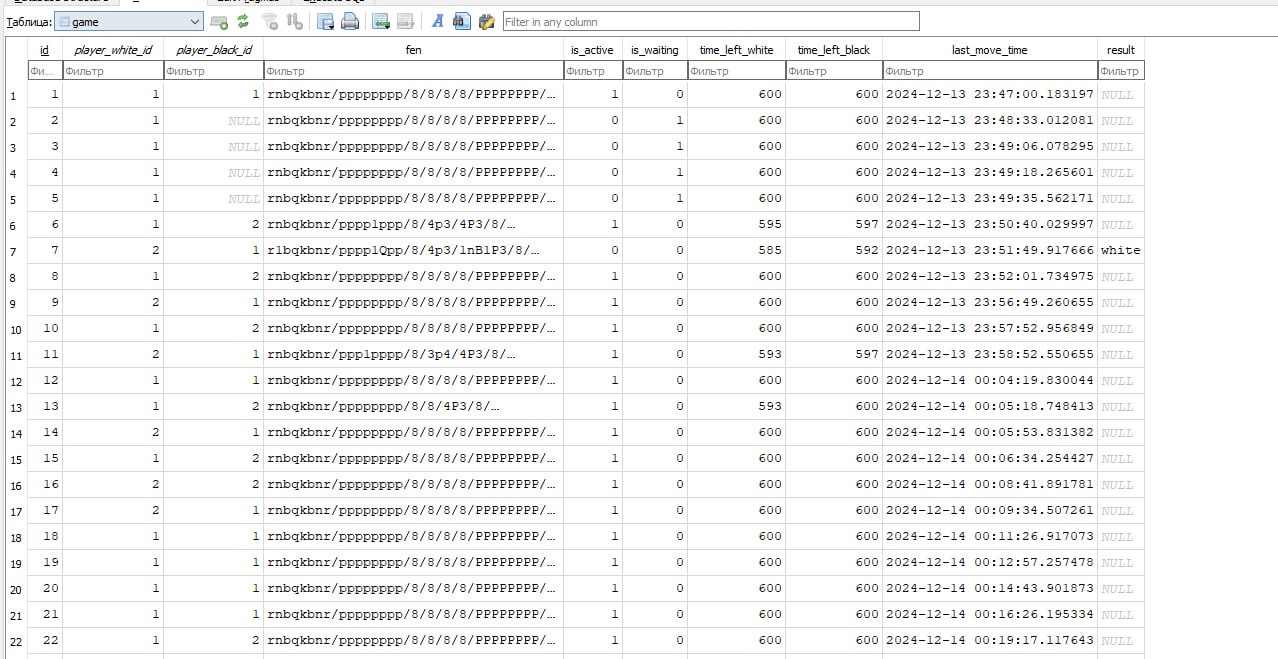 Таблица: game Filter in any column
id player_white_id player_black_id fen is_active is_waiting time_left_white time_left_black last_move_time result
Фи... Фильтр Фильтр Фильтр Фильтр Фильтр Фильтр Фильтр Фильтр Фильтр
1 1 1 1 rnbqkbnr/pppppppp/8/8/8/8/PPPPPPPP/… 1 0 600 600 2024-12-13 23:47:00.183197 NULL
2 2 1 NULL rnbqkbnr/pppppppp/8/8/8/8/PPPPPPPP/… 0 1 600 600 2024-12-13 23:48:33.012081 NULL
3 3 1 NULL rnbqkbnr/pppppppp/8/8/8/8/PPPPPPPP/… 0 1 600 600 2024-12-13 23:49:06.078295 NULL
4 4 1 NULL rnbqkbnr/pppppppp/8/8/8/8/PPPPPPPP/… 0 1 600 600 2024-12-13 23:49:18.265601 NULL
5 5 1 NULL rnbqkbnr/pppppppp/8/8/8/8/PPPPPPPP/… 0 1 600 600 2024-12-13 23:49:35.562171 NULL
6 6 1 2 rnbqkbnr/pppp1ppp/8/4p3/4P3/8/… 1 0 595 597 2024-12-13 23:50:40.029997 NULL
7 7 2 1 r1bqkbnr/pppp1Qpp/8/4p3/1nB1P3/8/… 0 0 585 592 2024-12-13 23:51:49.917666 white
8 8 1 2 rnbqkbnr/pppppppp/8/8/8/8/PPPPPPPP/… 1 0 600 600 2024-12-13 23:52:01.734975 NULL
9 9 2 1 rnbqkbnr/pppppppp/8/8/8/8/PPPPPPPP/… 1 0 600 600 2024-12-13 23:56:49.260655 NULL
10 10 1 2 rnbqkbnr/pppppppp/8/8/8/8/PPPPPPPP/… 1 0 600 600 2024-12-13 23:57:52.956849 NULL
11 11 2 1 rnbqkbnr/ppp1pppp/8/3p4/4P3/8/… 1 0 593 597 2024-12-13 23:58:52.550655 NULL
12 12 1 1 rnbqkbnr/pppppppp/8/8/8/8/PPPPPPPP/… 1 0 600 600 2024-12-14 00:04:19.830044 NULL
13 13 1 2 rnbqkbnr/pppppppp/8/8/4P3/8/… 1 0 593 600 2024-12-14 00:05:18.748413 NULL
14 14 2 1 rnbqkbnr/pppppppp/8/8/8/8/PPPPPPPP/… 1 0 600 600 2024-12-14 00:05:53.831382 NULL
15 15 1 2 rnbqkbnr/pppppppp/8/8/8/8/PPPPPPPP/… 1 0 600 600 2024-12-14 00:06:34.254427 NULL
16 16 2 2 rnbqkbnr/pppppppp/8/8/8/8/PPPPPPPP/… 1 0 600 600 2024-12-14 00:08:41.891781 NULL
17 17 2 1 rnbqkbnr/pppppppp/8/8/8/8/PPPPPPPP/… 1 0 600 600 2024-12-14 00:09:34.507261 NULL
18 18 1 1 rnbqkbnr/pppppppp/8/8/8/8/PPPPPPPP/… 1 0 600 600 2024-12-14 00:11:26.917073 NULL
19 19 1 1 rnbqkbnr/pppppppp/8/8/8/8/PPPPPPPP/… 1 0 600 600 2024-12-14 00:12:57.257478 NULL
20 20 1 1 rnbqkbnr/pppppppp/8/8/8/8/PPPPPPPP/… 1 0 600 600 2024-12-14 00:14:43.901873 NULL
21 21 1 1 rnbqkbnr/pppppppp/8/8/8/8/PPPPPPPP/… 1 0 600 600 2024-12-14 00:16:26.195334 NULL
22 22 1 2 rnbqkbnr/pppppppp/8/8/8/8/PPPPPPPP/… 1 0 600 600 2024-12-14 00:19:17.117643 NULL